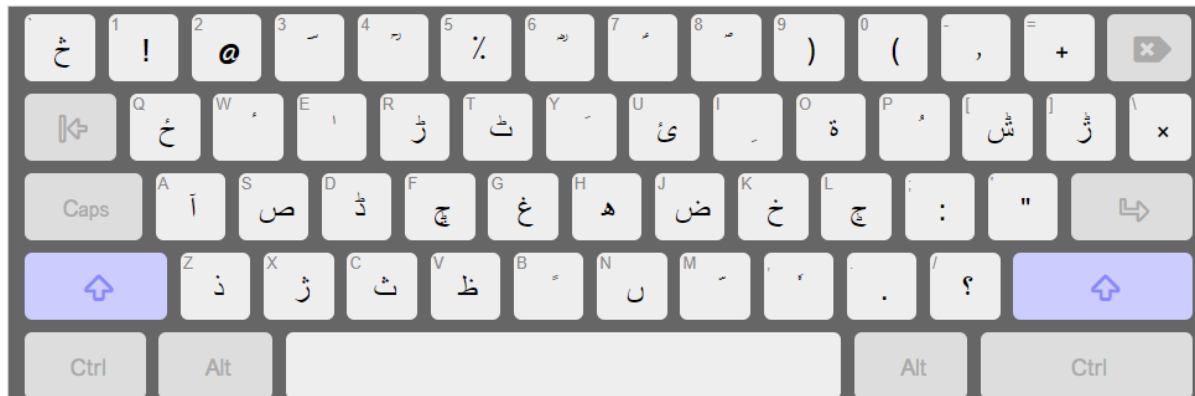 ` څ 1 ! 2 @ 3 4 5 ٪ 6 7 8 9 ) 0 ( - , = +
Q ځ W ٔ E ٰ R ڑ T ٹ Y َ U ئ I ِ O ة P ُ [ ݰ ] ݱ \ ×
Caps A آ S ص D ڈ F G غ H ھ J ض K خ L ; : ' "
Z ذ X ژ C ث V ظ B ً N ں M ّ , . . / ؟
Ctrl Alt Alt Ctrl